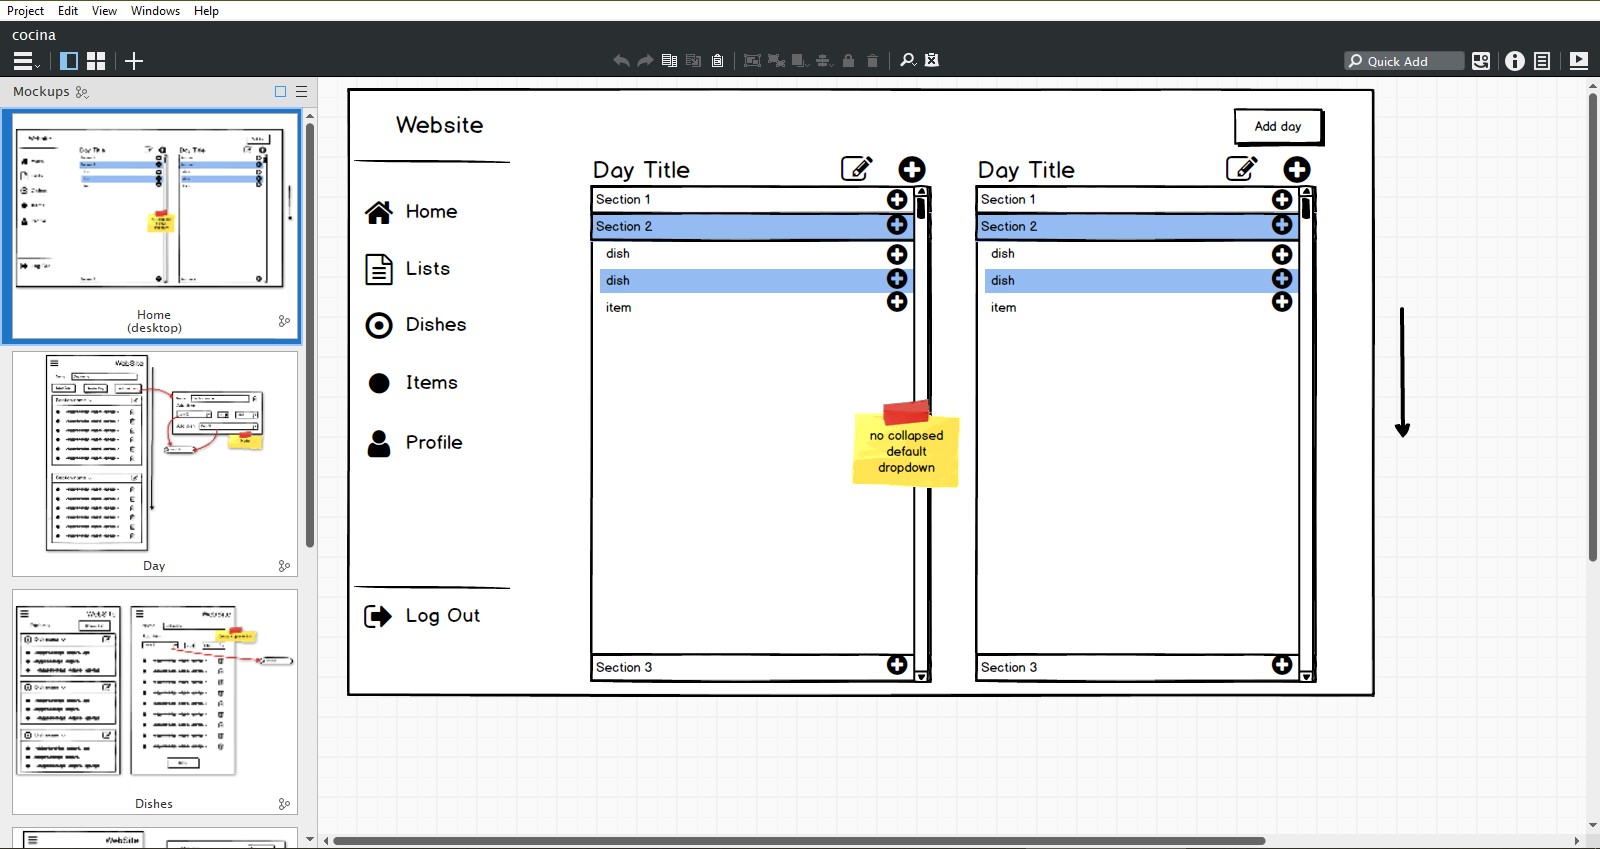 Project Edit View Windows Help
cocina
Quick Add
Mockups
Home
(desktop)
Day
WebSite
Dishes
WebSite
Website
Add day
Home
Lists
Dishes
Items
Profile
Log Out
Day Title
Section 1
Section 2
dish
dish
item
no collapsed
default
dropdown
Section 3
Day Title
Section 1
Section 2
dish
dish
item
Section 3